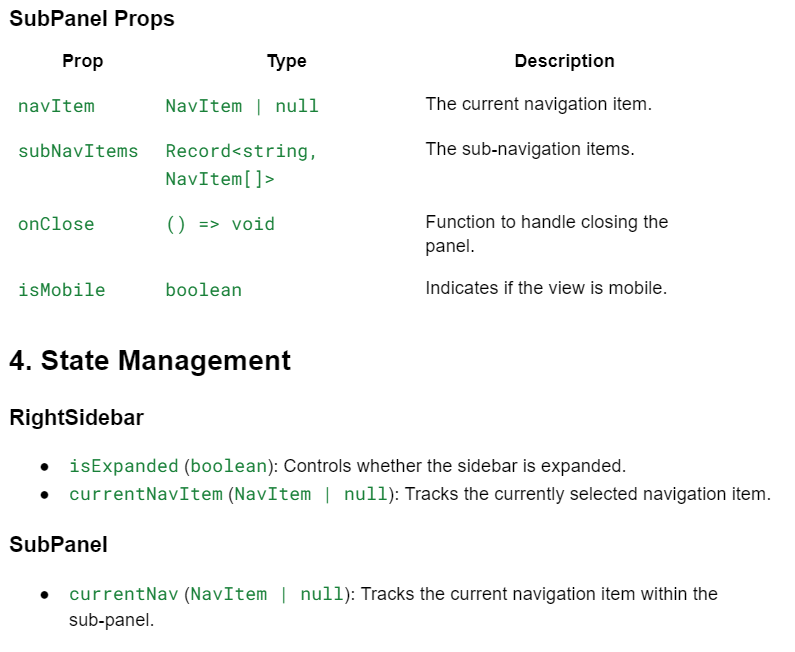 SubPanel Props
Prop Type Description
navItem NavItem | null The current navigation item.
subNavItems Record<string, The sub-navigation items.
NavItem[]>
onClose () => void Function to handle closing the
panel.
isMobile boolean Indicates if the view is mobile.
4. State Management
RightSidebar
● isExpanded (boolean): Controls whether the sidebar is expanded.
● currentNavItem (NavItem | null): Tracks the currently selected navigation item.
SubPanel
● currentNav (NavItem | null): Tracks the current navigation item within the
sub-panel.